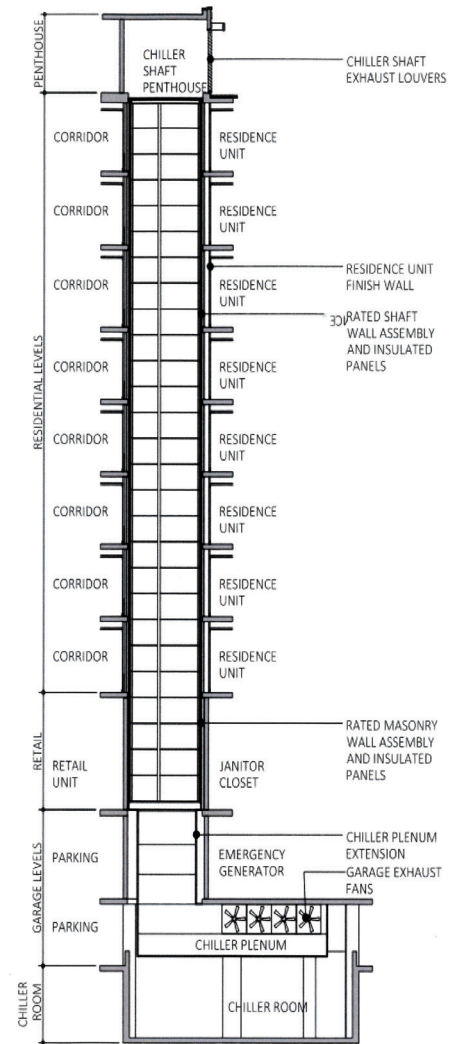 PENTHOUSE
CHILLER
SHAFT
PENTHOUSE
CHILLER SHAFT
EXHAUST LOUVERS
RESIDENTIAL LEVELS
CORRIDOR
RESIDENCE
UNIT
CORRIDOR
RESIDENCE
UNIT
CORRIDOR
RESIDENCE
UNIT
RESIDENCE UNIT
FINISH WALL
RATED SHAFT
WALL ASSEMBLY
AND INSULATED
PANELS
CORRIDOR
RESIDENCE
UNIT
CORRIDOR
RESIDENCE
UNIT
CORRIDOR
RESIDENCE
UNIT
CORRIDOR
RESIDENCE
UNIT
CORRIDOR
RESIDENCE
UNIT
RETAIL
RETAIL
UNIT
JANITOR
CLOSET
RATED MASONRY
WALL ASSEMBLY
AND INSULATED
PANELS
GARAGE LEVELS
PARKING
EMERGENCY
GENERATOR
CHILLER PLENUM
EXTENSION
GARAGE EXHAUST
FANS
PARKING
CHILLER PLENUM
CHILLER
ROOM
CHILLER ROOM